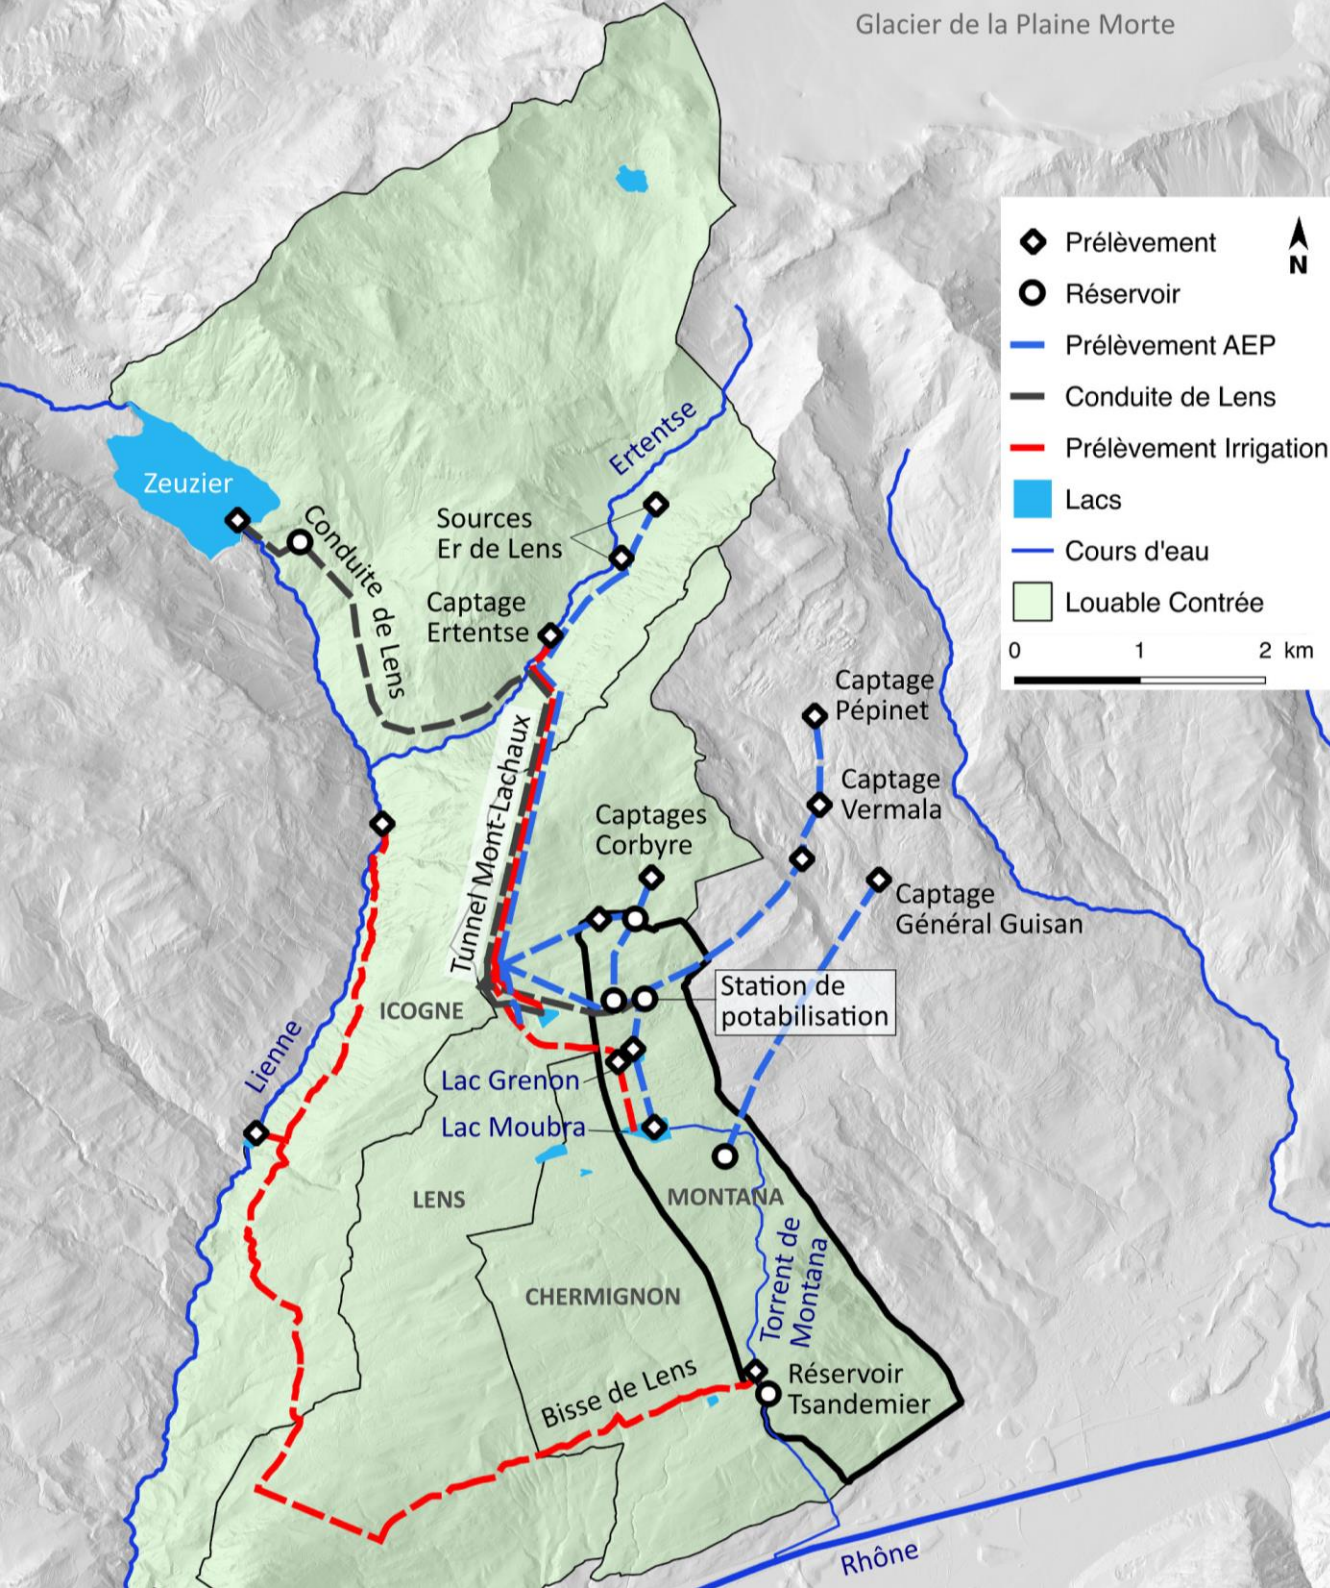 Glacier de la Plaine Morte
Prélèvement
N
Réservoir
Prélèvement AEP
Conduite de Lens
Prélèvement Irrigation
Lacs
Cours d'eau
Louable Contrée
0 1 2 km
Ertentse
Zeuzier
Conduite de Lens
Sources
Er de Lens
Captage
Ertentse
Captage
Pépinet
Tunnel Mont-Lachaux
Captage
Vermala
Captages
Corbyre
Captage
Général Guisan
Station de
potabilisation
ICOGNE
Lienne
Lac Grenon
Lac Moubra
LENS
MONTANA
Torrent de
Montana
CHERMIGNON
Bisse de Lens
Réservoir
Tsandemier
Rhône